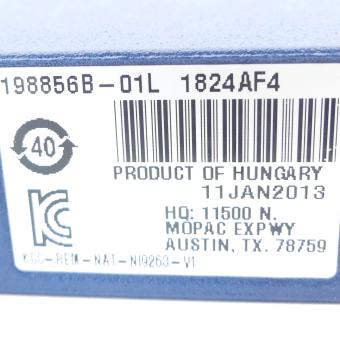 198856B-01L 1824AF4
40
PRODUCT OF HUNGARY
11JAN2013
HQ: 11500 N.
MOPAC EXPWY
AUSTIN, TX. 78759
KCC-REM-NAT-NI9263-V1